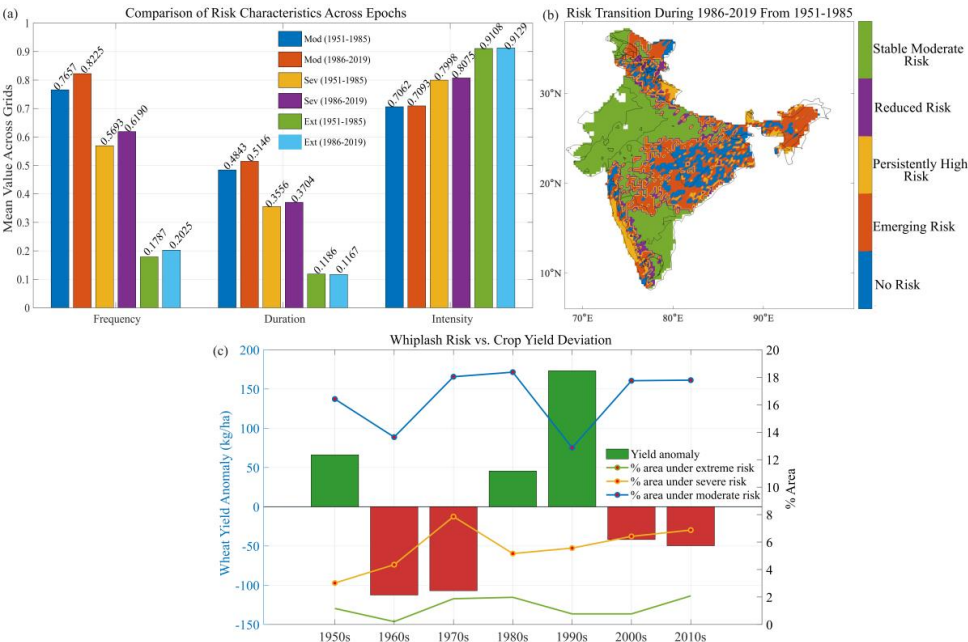 (a)
Comparison of Risk Characteristics Across Epochs
Mean Value Across Grids
1
0.9
0.8
0.7
0.6
0.5
0.4
0.3
0.2
0.1
0
0.7657
0.8225
0.5693
0.6190
0.1787
0.2025
0.4843
0.5146
0.3556
0.3704
0.1186
0.1167
0.7062
0.7093
0.7998
0.8075
0.9108
0.9129
Mod (1951-1985)
Mod (1986-2019)
Sev (1951-1985)
Sev (1986-2019)
Ext (1951-1985)
Ext (1986-2019)
Frequency
Duration
Intensity
(b)
Risk Transition During 1986-2019 From 1951-1985
30°N
20°N
10°N
70°E
80°E
90°E
Stable Moderate
Risk
Reduced Risk
Persistently High
Risk
Emerging Risk
No Risk
(c)
Whiplash Risk vs. Crop Yield Deviation
Wheat Yield Anomaly (kg/ha)
200
150
100
50
0
-50
-100
-150
% Area
20
18
16
14
12
10
8
6
4
2
0
Yield anomaly
% area under extreme risk
% area under severe risk
% area under moderate risk
1950s
1960s
1970s
1980s
1990s
2000s
2010s